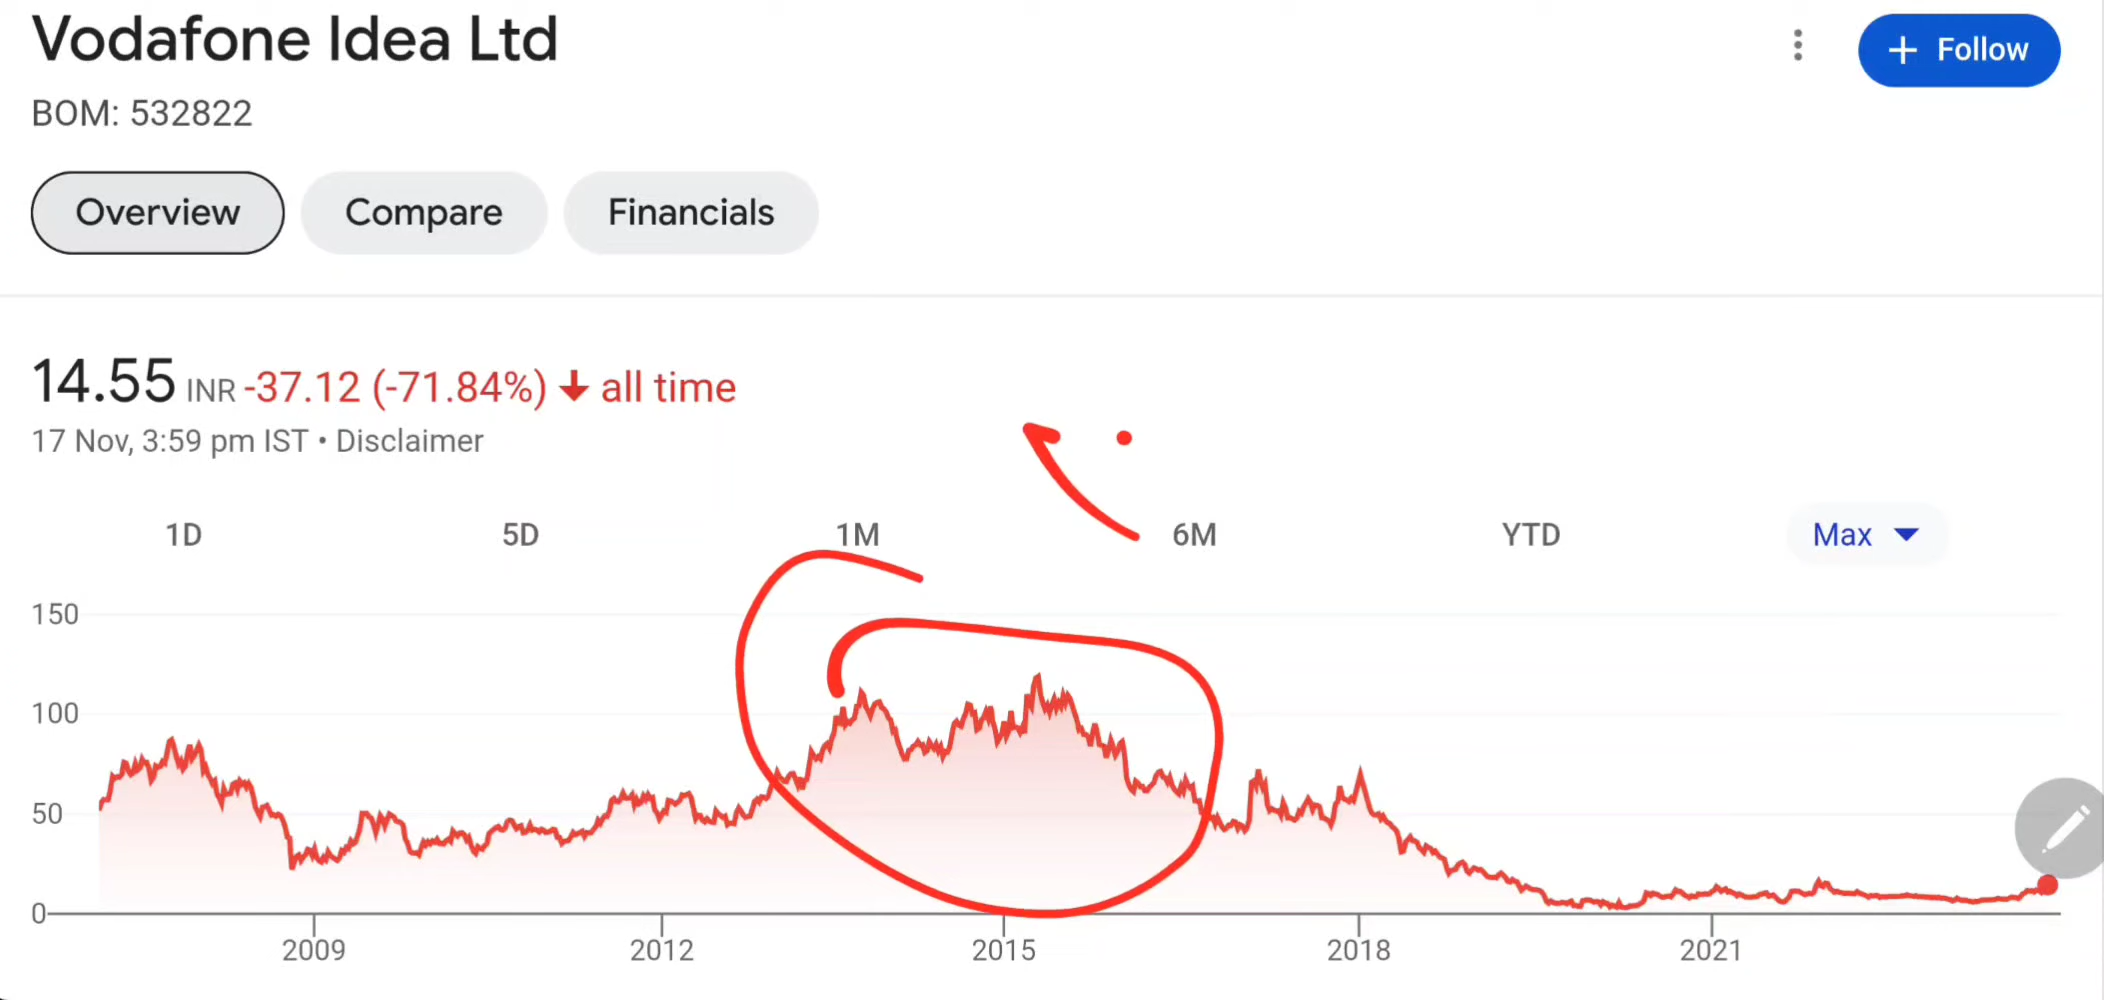 Vodafone Idea Ltd
+ Follow
BOM: 532822
Overview
Compare
Financials
14.55 INR -37.12 (-71.84%) ↓ all time
17 Nov, 3:59 pm IST • Disclaimer
1D 5D 1M 6M YTD Max
150
100
50
0
2009 2012 2015 2018 2021